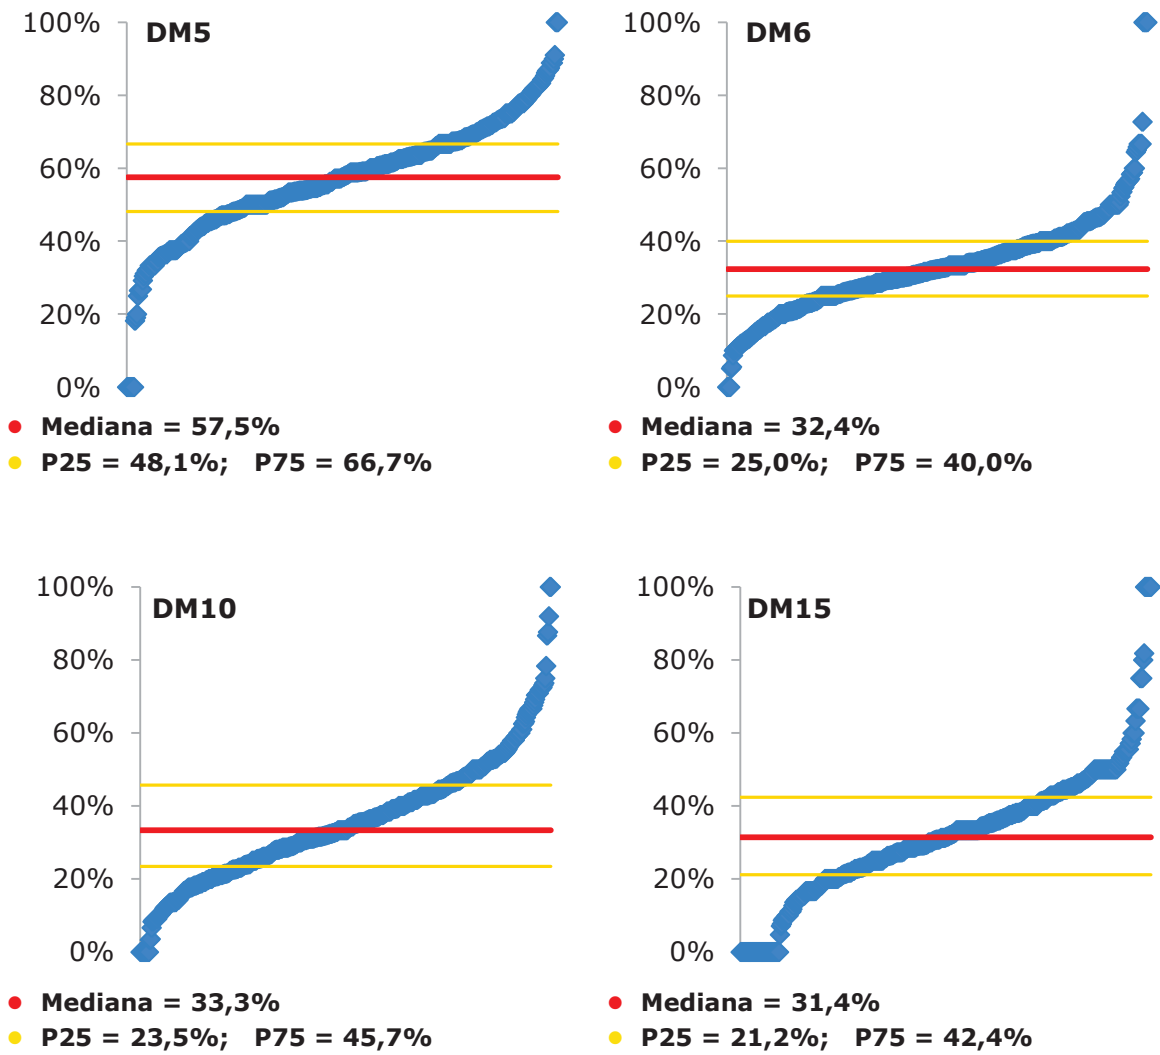 DM5
100%
80%
60%
40%
20%
0%
Mediana = 57,5%
P25 = 48,1%; P75 = 66,7%
DM6
100%
80%
60%
40%
20%
0%
Mediana = 32,4%
P25 = 25,0%; P75 = 40,0%
DM10
100%
80%
60%
40%
20%
0%
Mediana = 33,3%
P25 = 23,5%; P75 = 45,7%
DM15
100%
80%
60%
40%
20%
0%
Mediana = 31,4%
P25 = 21,2%; P75 = 42,4%